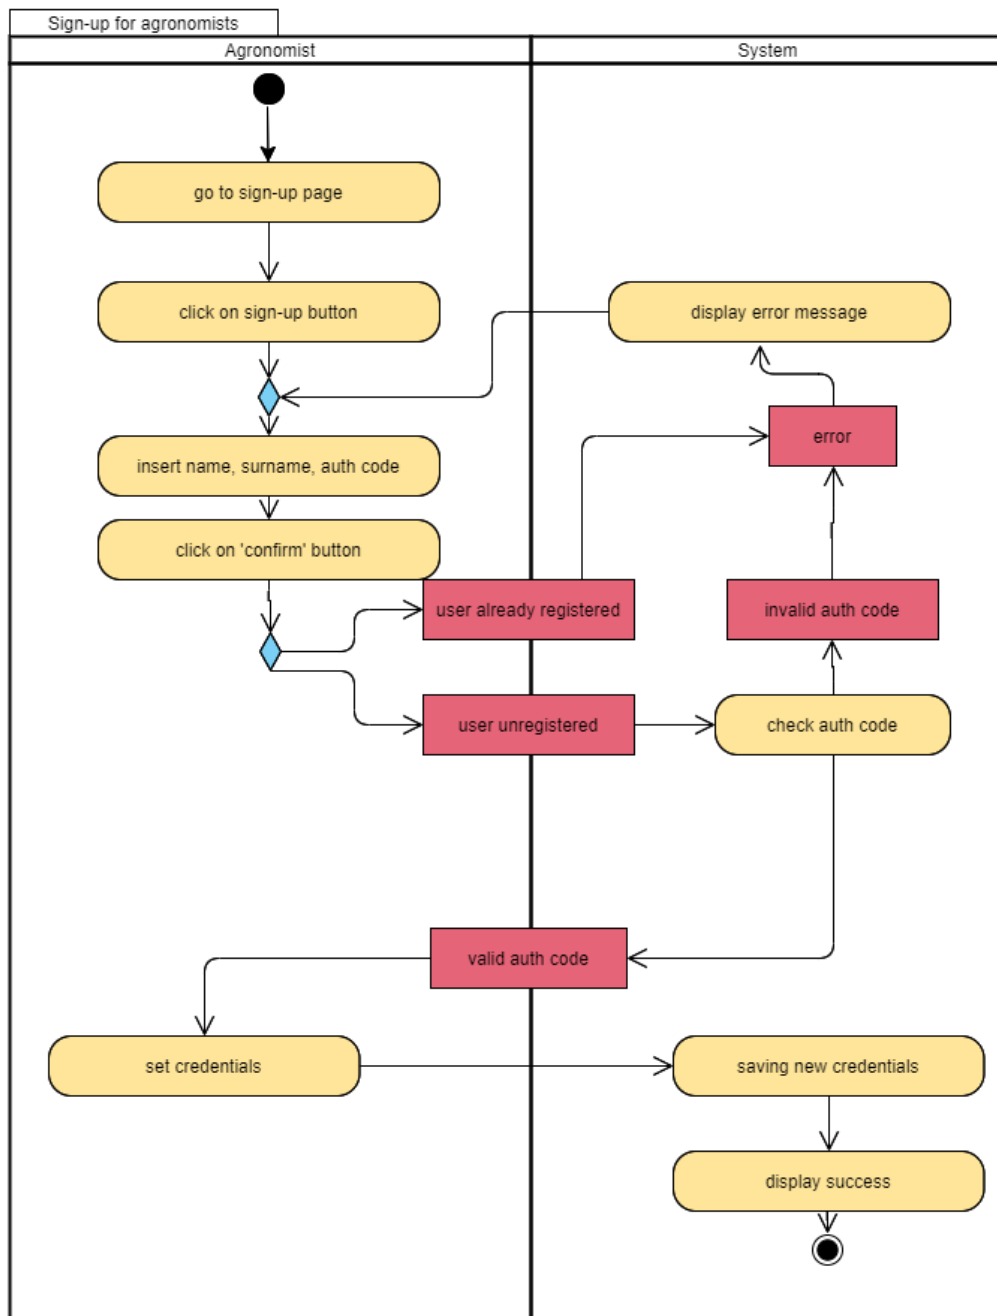 Sign-up for agronomists
Agronomist
System
go to sign-up page
click on sign-up button
display error message
error
insert name, surname, auth code
click on 'confirm' button
user already registered
invalid auth code
user unregistered
check auth code
valid auth code
set credentials
saving new credentials
display success